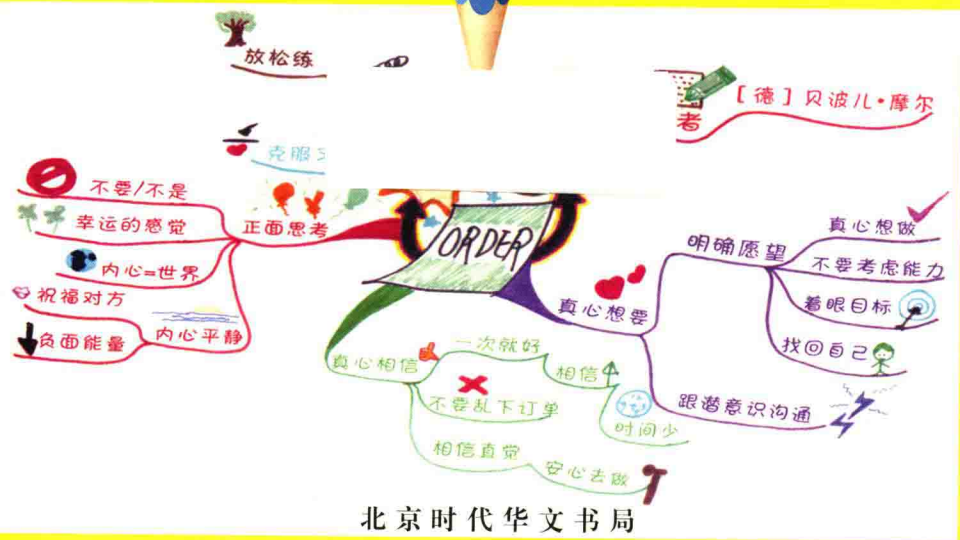 放松练
者
[德]贝波儿·摩尔
克服
不要/不是
幸运的感觉
正面思考
内心=世界
祝福对方
内心平静
负面能量
ORDER
真心想要
明确愿望
真心想做
不要考虑能力
着眼目标
找回自己
跟潜意识沟通
真心相信
一次就好
相信
时间少
不要乱下订单
相信直觉
安心去做
北京时代华文书局